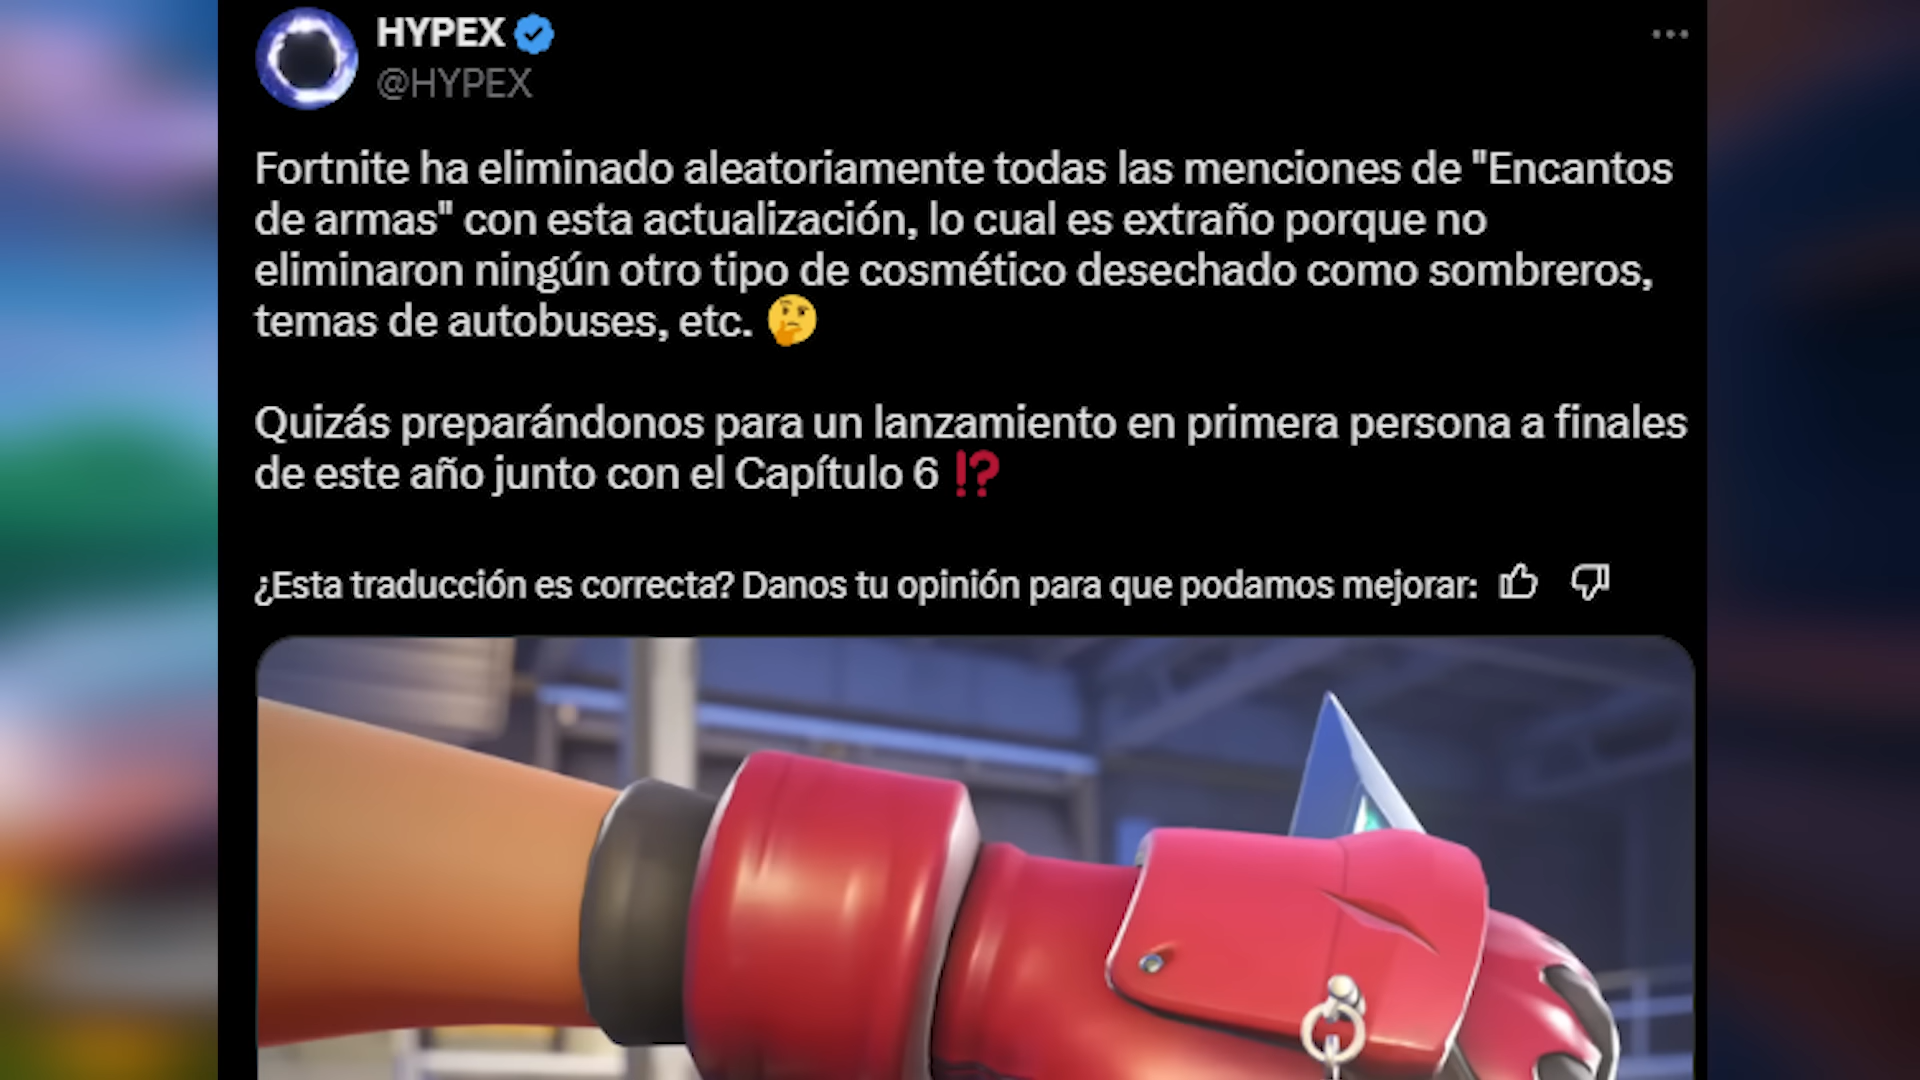 HYPEX
@HYPEX
Fortnite ha eliminado aleatoriamente todas las menciones de "Encantos
de armas" con esta actualización, lo cual es extraño porque no
eliminaron ningún otro tipo de cosmético desechado como sombreros,
temas de autobuses, etc. 🤔
Quizás preparándonos para un lanzamiento en primera persona a finales
de este año junto con el Capítulo 6 ⁉️
¿Esta traducción es correcta? Danos tu opinión para que podamos mejorar: